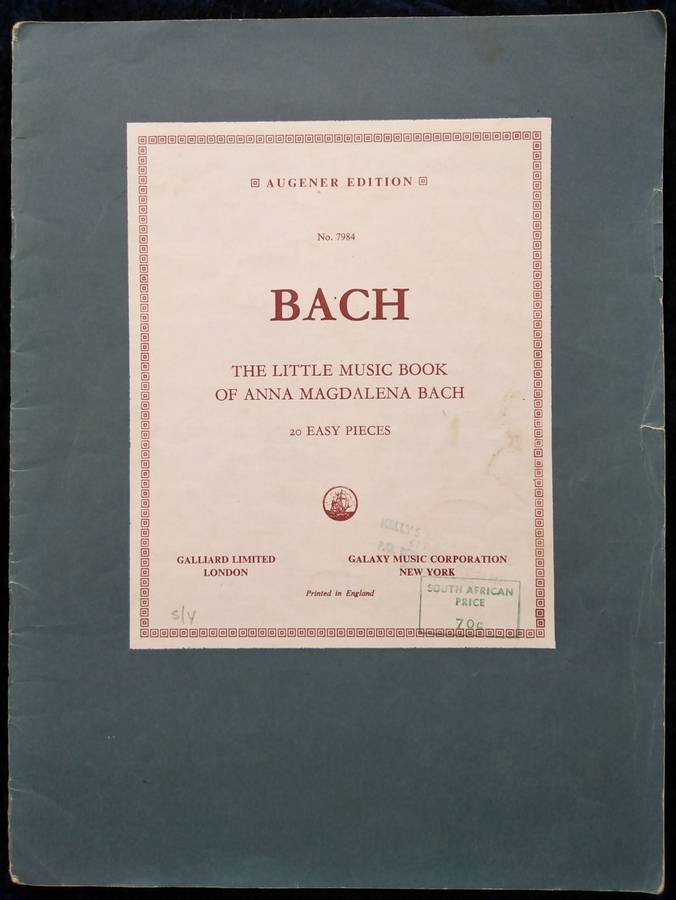 AUGENER EDITION
No. 7984
BACH
THE LITTLE MUSIC BOOK
OF ANNA MAGDALENA BACH
20 EASY PIECES
GALLIARD LIMITED
LONDON
GALAXY MUSIC CORPORATION
NEW YORK
Printed in England
SOUTH AFRICAN
PRICE
70c
s/y